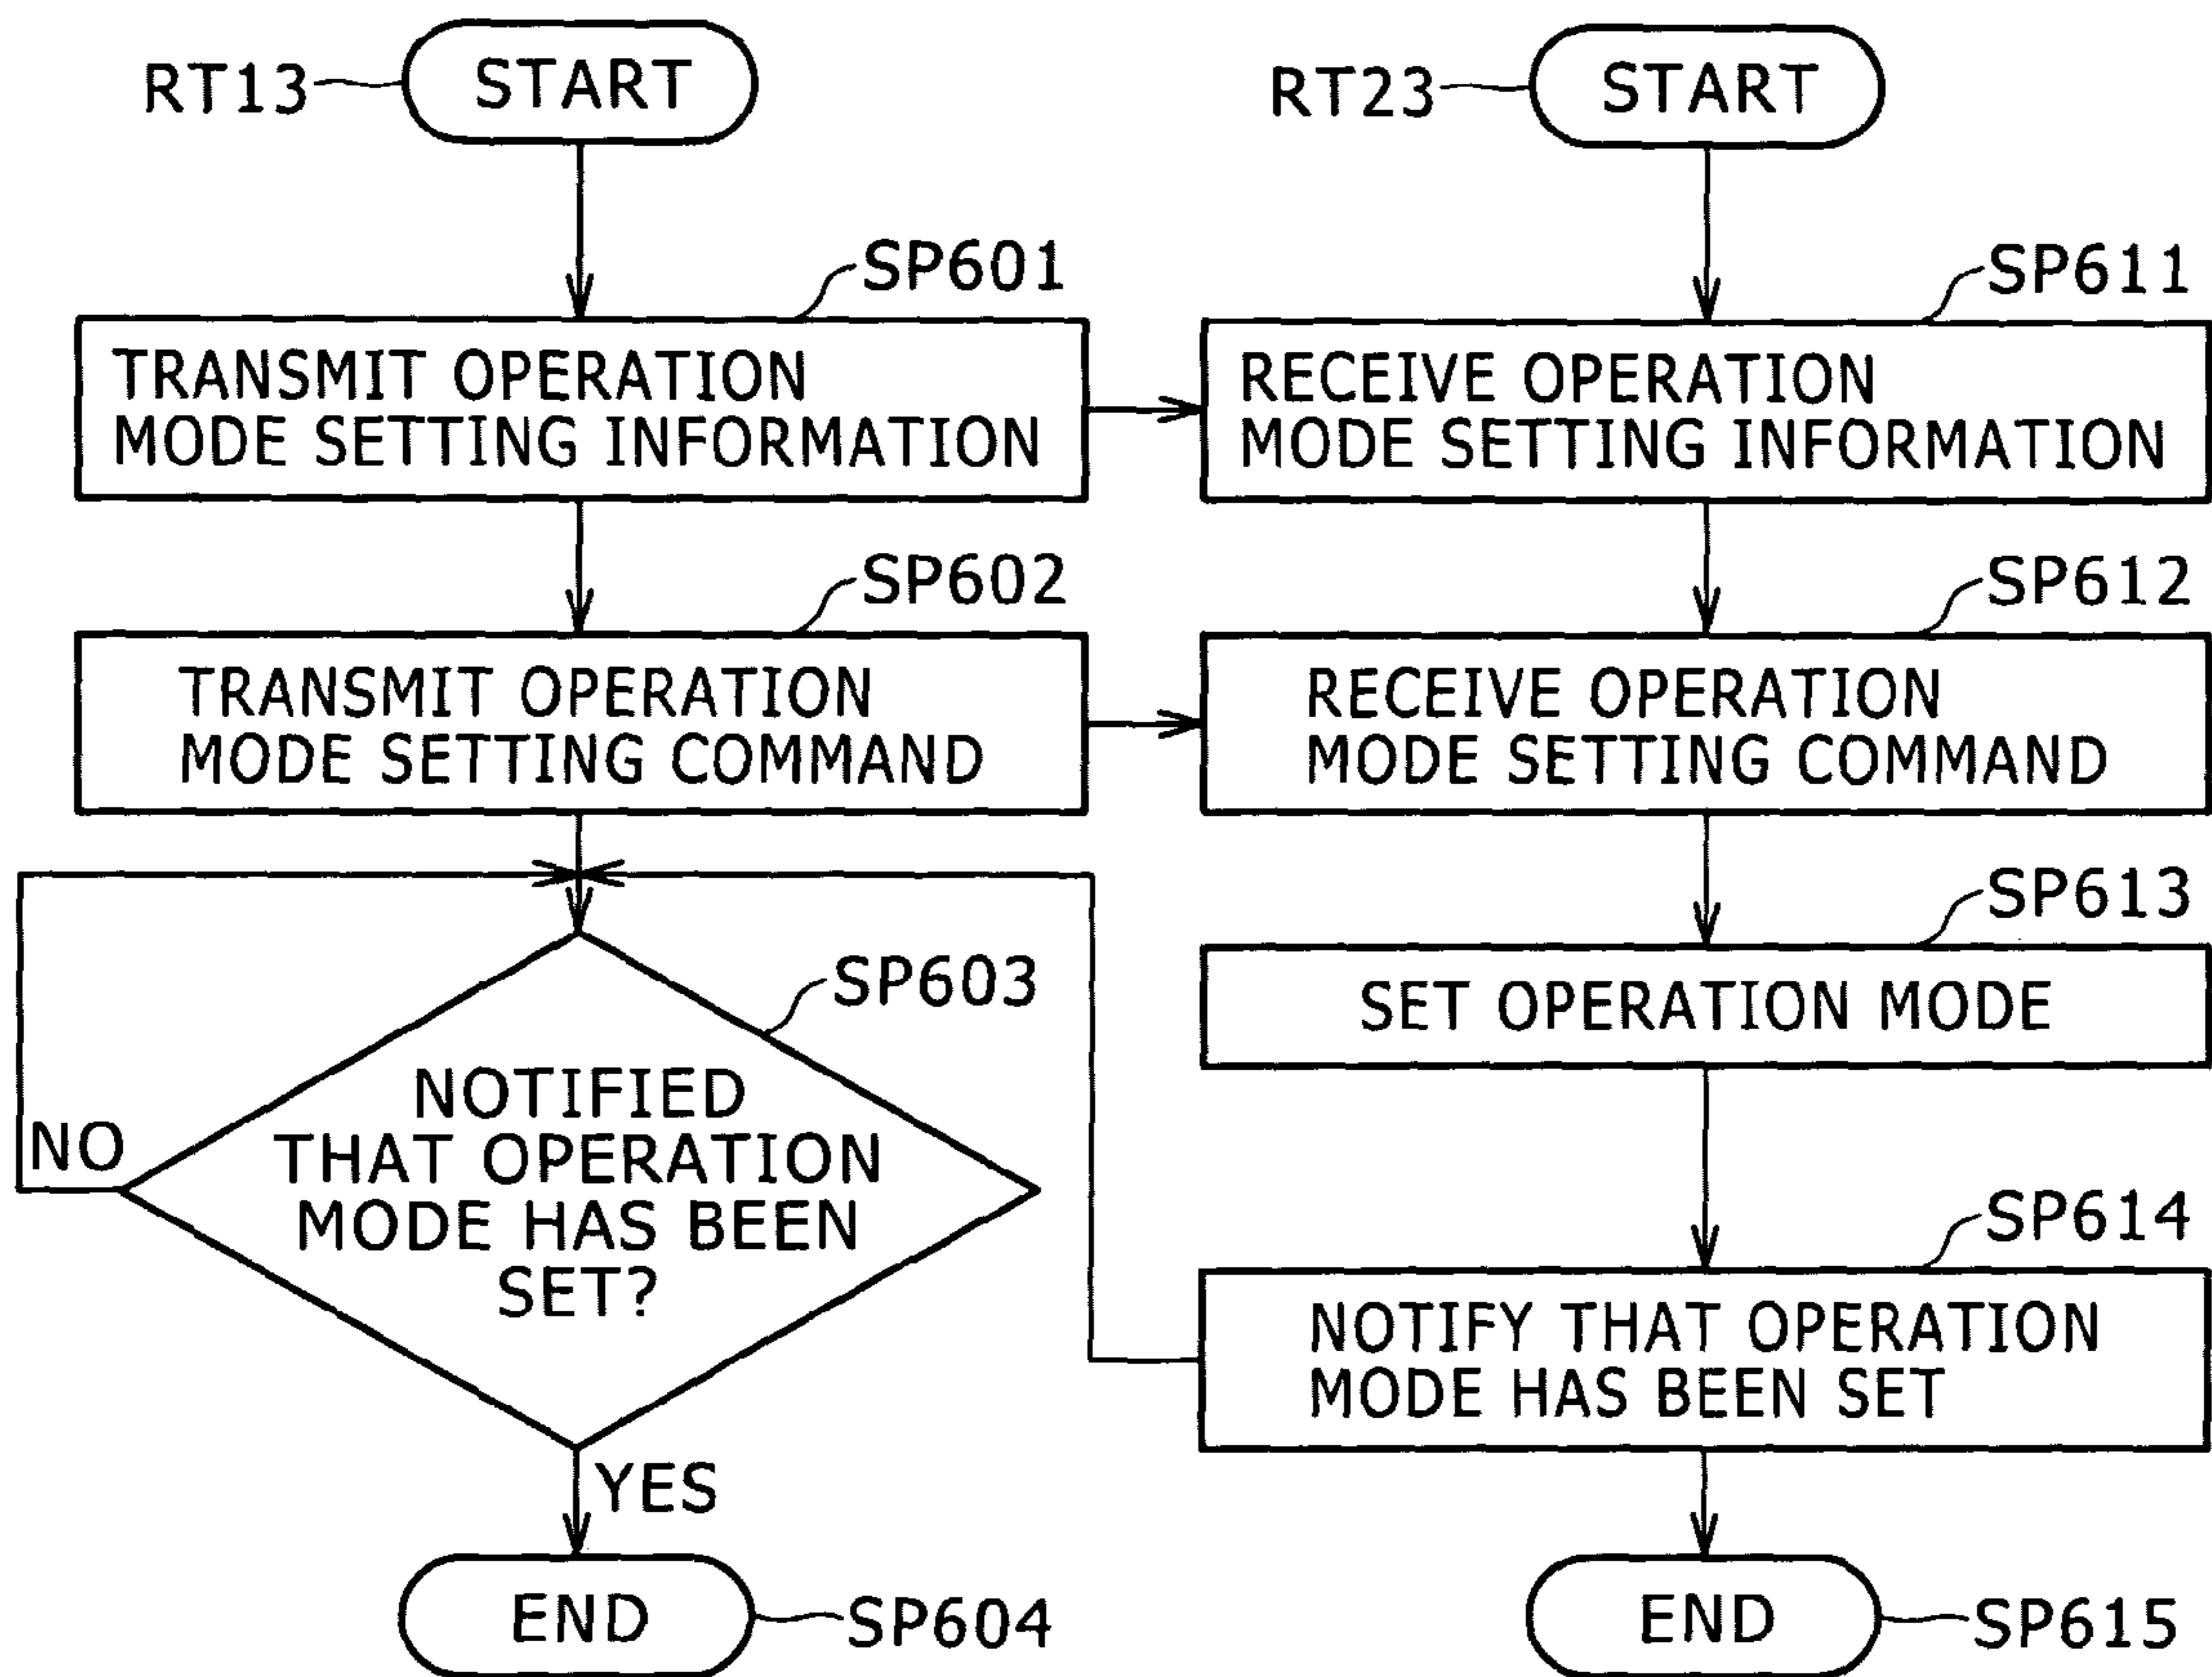 RT13
START
SP601
TRANSMIT OPERATION
MODE SETTING INFORMATION
SP602
TRANSMIT OPERATION
MODE SETTING COMMAND
SP603
NOTIFIED
THAT OPERATION
MODE HAS BEEN
SET?
NO
YES
END
SP604
RT23
START
SP611
RECEIVE OPERATION
MODE SETTING INFORMATION
SP612
RECEIVE OPERATION
MODE SETTING COMMAND
SP613
SET OPERATION MODE
SP614
NOTIFY THAT OPERATION
MODE HAS BEEN SET
END
SP615